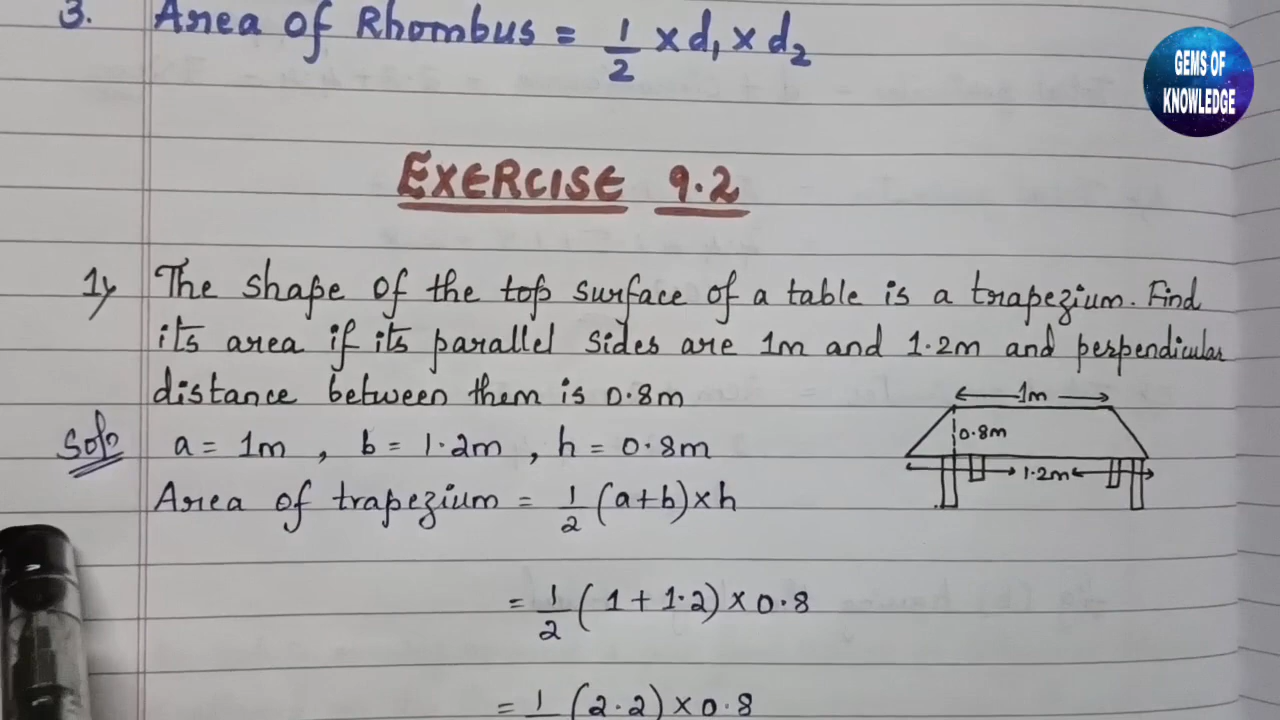 3. Area of Rhombus = 1/2 × d₁ × d₂
GEMS OF
KNOWLEDGE
EXERCISE 9.2
1) The shape of the top surface of a table is a trapezium. Find
its area if its parallel sides are 1m and 1.2m and perpendicular
distance between them is 0.8m
1m
Soln a = 1m , b = 1.2m , h = 0.8m
0.8m
1.2m
Area of trapezium = 1/2 (a+b)×h
= 1/2 (1 + 1.2) × 0.8
= 1 (2.2) × 0.8